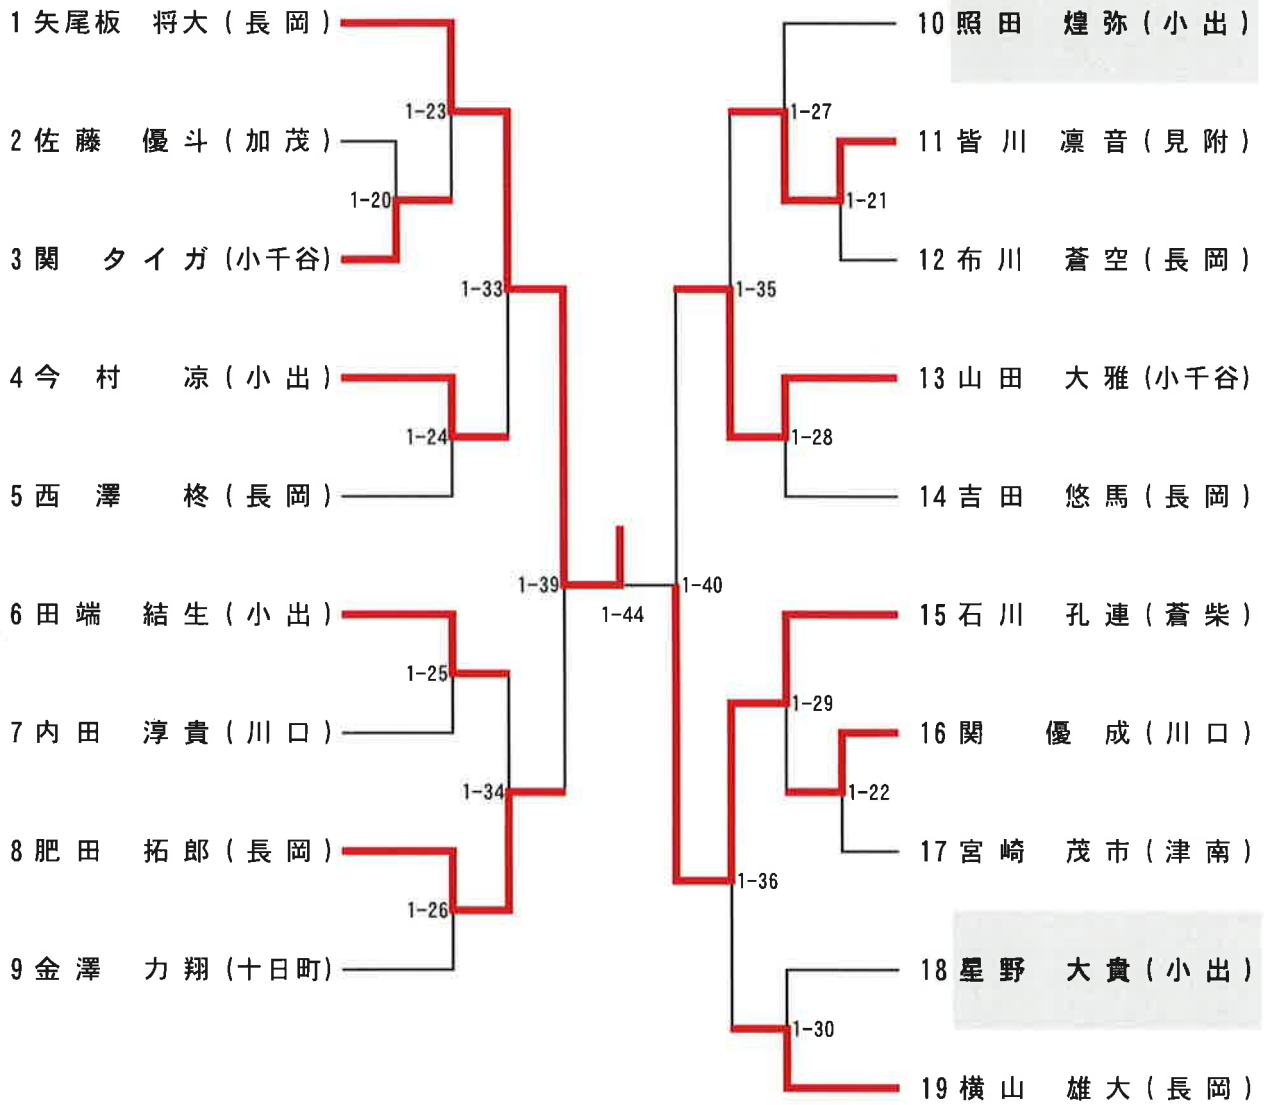 1 矢尾板 将大 (長岡)
2 佐藤 優斗 (加茂)
3 関 タイガ (小千谷)
4 今村 凉 (小出)
5 西澤 柊 (長岡)
6 田端 結生 (小出)
7 内田 淳貴 (川口)
8 肥田 拓郎 (長岡)
9 金澤 力翔 (十日町)
1-23
1-20
1-33
1-24
1-39
1-25
1-34
1-26
1-44
1-27
1-21
1-35
1-28
1-40
1-29
1-22
1-36
1-30
10 照田 煌弥 (小出)
11 皆川 凛音 (見附)
12 布川 蒼空 (長岡)
13 山田 大雅 (小千谷)
14 吉田 悠馬 (長岡)
15 石川 孔連 (蒼柴)
16 関 優成 (川口)
17 宮崎 茂市 (津南)
18 星野 大貴 (小出)
19 横山 雄大 (長岡)